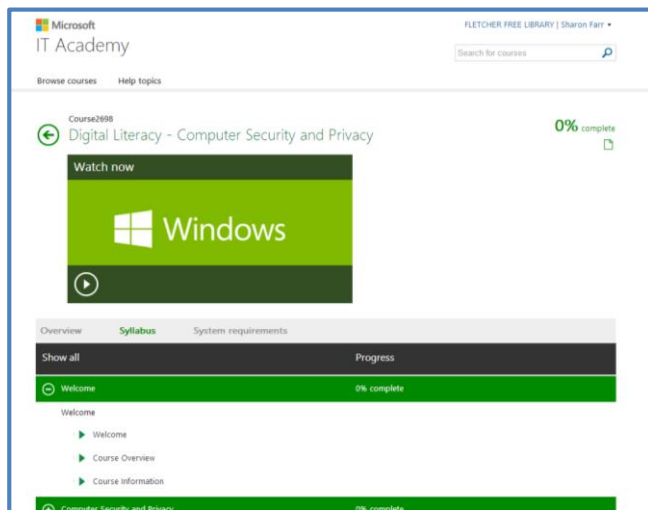 Microsoft
FLETCHER FREE LIBRARY | Sharon Farr
IT Academy
Search for courses
Browse courses Help topics
Course2698
Digital Literacy - Computer Security and Privacy
0% complete
Watch now
Windows
Overview Syllabus System requirements
Show all Progress
Welcome 0% complete
Welcome
Welcome
Course Overview
Course Information
Computer Security and Privacy 0% complete